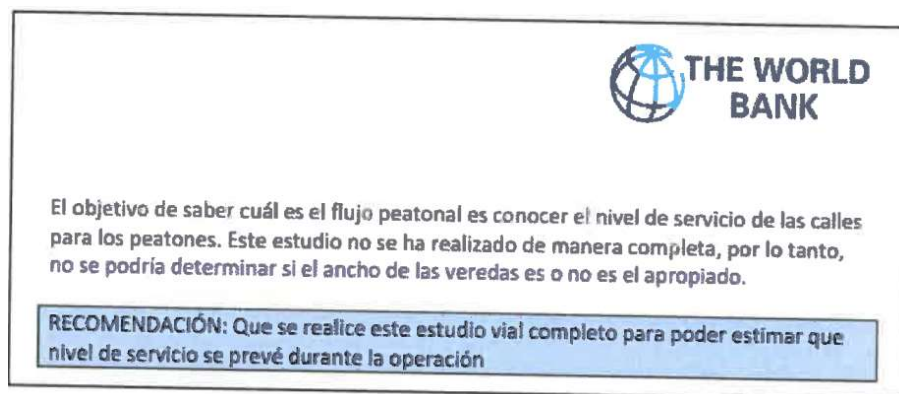 THE WORLD
BANK
El objetivo de saber cuál es el flujo peatonal es conocer el nivel de servicio de las calles
para los peatones. Este estudio no se ha realizado de manera completa, por lo tanto,
no se podría determinar si el ancho de las veredas es o no es el apropiado.
RECOMENDACIÓN: Que se realice este estudio vial completo para poder estimar que
nivel de servicio se prevé durante la operación